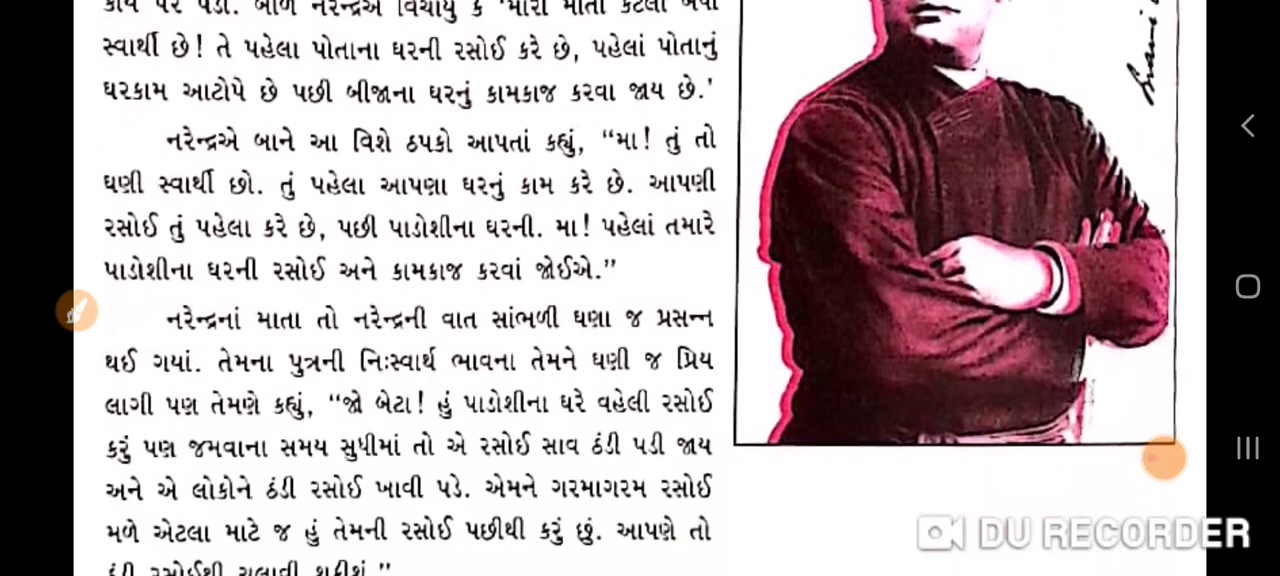 સ્વાર્થી છે! તે પહેલા પોતાના ઘરની રસોઈ કરે છે, પહેલાં પોતાનું
ઘરકામ આટોપે છે પછી બીજાના ઘરનું કામકાજ કરવા જાય છે.'
નરેન્દ્રએ બાને આ વિશે ઠપકો આપતાં કહ્યું, “મા! તું તો
ઘણી સ્વાર્થી છો. તું પહેલા આપણા ઘરનું કામ કરે છે. આપણી
રસોઈ તું પહેલા કરે છે, પછી પાડોશીના ઘરની. મા! પહેલાં તમારે
પાડોશીના ઘરની રસોઈ અને કામકાજ કરવાં જોઈએ.”
નરેન્દ્રનાં માતા તો નરેન્દ્રની વાત સાંભળી ઘણા જ પ્રસન્ન
થઈ ગયાં. તેમના પુત્રની નિઃસ્વાર્થ ભાવના તેમને ઘણી જ પ્રિય
લાગી પણ તેમણે કહ્યું, “જો બેટા! હું પાડોશીના ઘરે વહેલી રસોઈ
કરું પણ જમવાના સમય સુધીમાં તો એ રસોઈ સાવ ઠંડી પડી જાય
અને એ લોકોને ઠંડી રસોઈ ખાવી પડે. એમને ગરમાગરમ રસોઈ
મળે એટલા માટે જ હું તેમની રસોઈ પછીથી કરું છું. આપણે તો
DU RECORDER